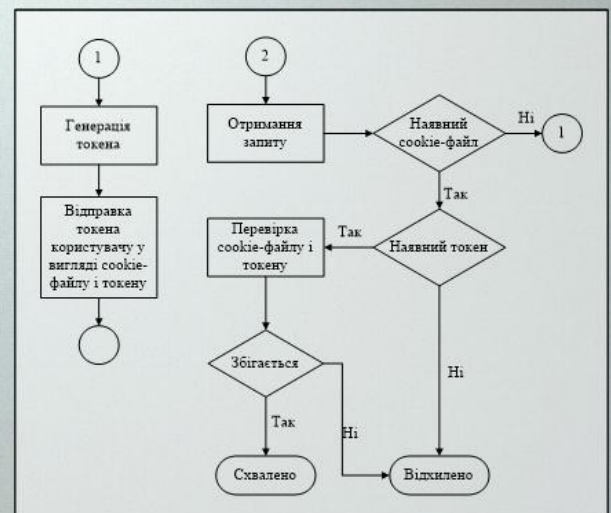 1
Генерація
токена
Відправка
токена
користувачу у
вигляді cookie-
файлу і токену
2
Отримання
запиту
Наявний
cookie-файл
Ні
1
Так
Наявний токен
Так
Перевірка
cookie-файлу і
токену
Збігається
Ні
Так
Ні
Схвалено
Відхилено